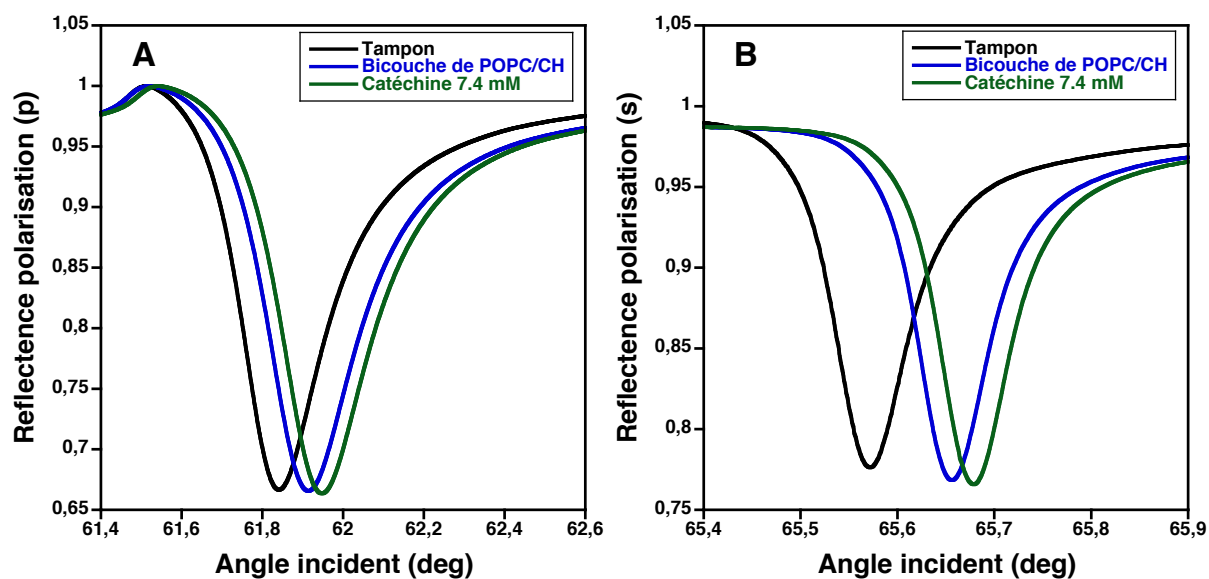 A
Tampon
Bicouche de POPC/CH
Catéchine 7.4 mM
Reflectence polarisation (p)
1,05
1
0,95
0,9
0,85
0,8
0,75
0,7
0,65
61,4 61,6 61,8 62 62,2 62,4 62,6
Angle incident (deg)
B
Tampon
Bicouche de POPC/CH
Catéchine 7.4 mM
Reflectence polarisation (s)
1,05
1
0,95
0,9
0,85
0,8
0,75
65,4 65,5 65,6 65,7 65,8 65,9
Angle incident (deg)